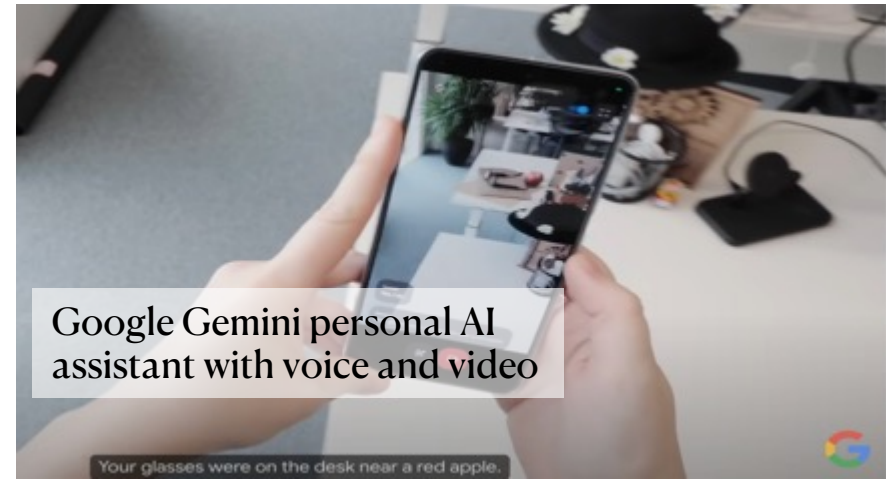 Google Gemini personal AI
assistant with voice and video
Your glasses were on the desk near a red apple.